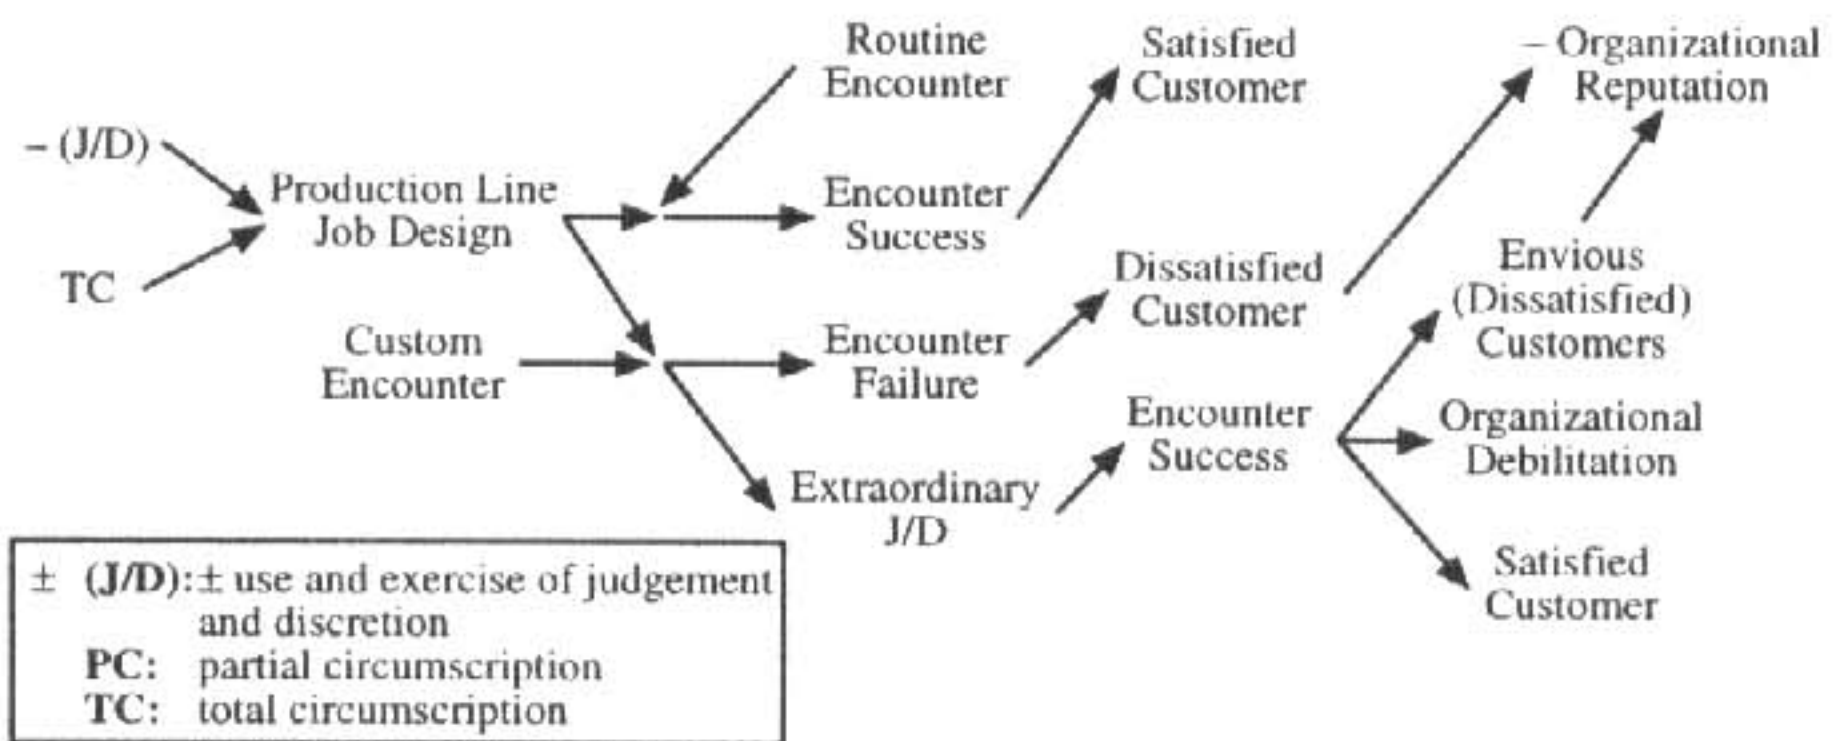 Routine
Encounter
Satisfied
Customer
– Organizational
Reputation
– (J/D)
TC
Production Line
Job Design
Encounter
Success
Dissatisfied
Customer
Envious
(Dissatisfied)
Customers
Custom
Encounter
Encounter
Failure
Encounter
Success
Organizational
Debilitation
Extraordinary
J/D
Satisfied
Customer
± (J/D): ± use and exercise of judgement
and discretion
PC: partial circumscription
TC: total circumscription